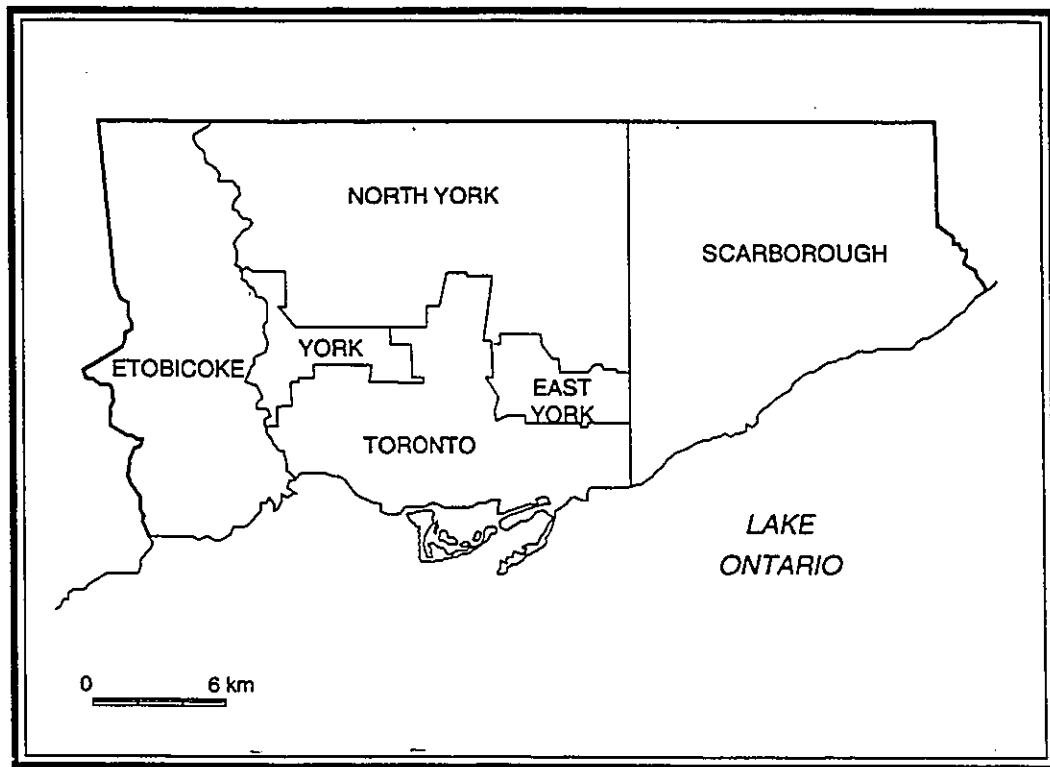 NORTH YORK
SCARBOROUGH
YORK
ETOBICOKE
EAST
YORK
TORONTO
LAKE
ONTARIO
0 6 km